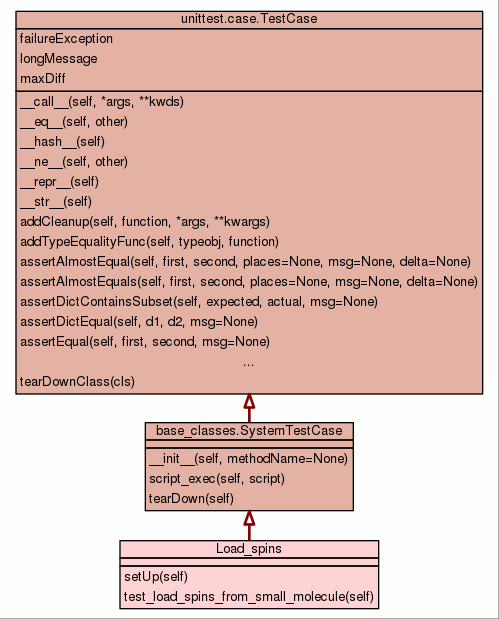 unittest.case.TestCase
failureException
longMessage
maxDiff
__call__(self, *args, **kwds)
__eq__(self, other)
__hash__(self)
__ne__(self, other)
__repr__(self)
__str__(self)
addCleanup(self, function, *args, **kwargs)
addTypeEqualityFunc(self, typeobj, function)
assertAlmostEqual(self, first, second, places=None, msg=None, delta=None)
assertAlmostEquals(self, first, second, places=None, msg=None, delta=None)
assertDictContainsSubset(self, expected, actual, msg=None)
assertDictEqual(self, d1, d2, msg=None)
assertEqual(self, first, second, msg=None)
...
tearDownClass(cls)
base_classes.SystemTestCase
__init__(self, methodName=None)
script_exec(self, script)
tearDown(self)
Load_spins
setUp(self)
test_load_spins_from_small_molecule(self)